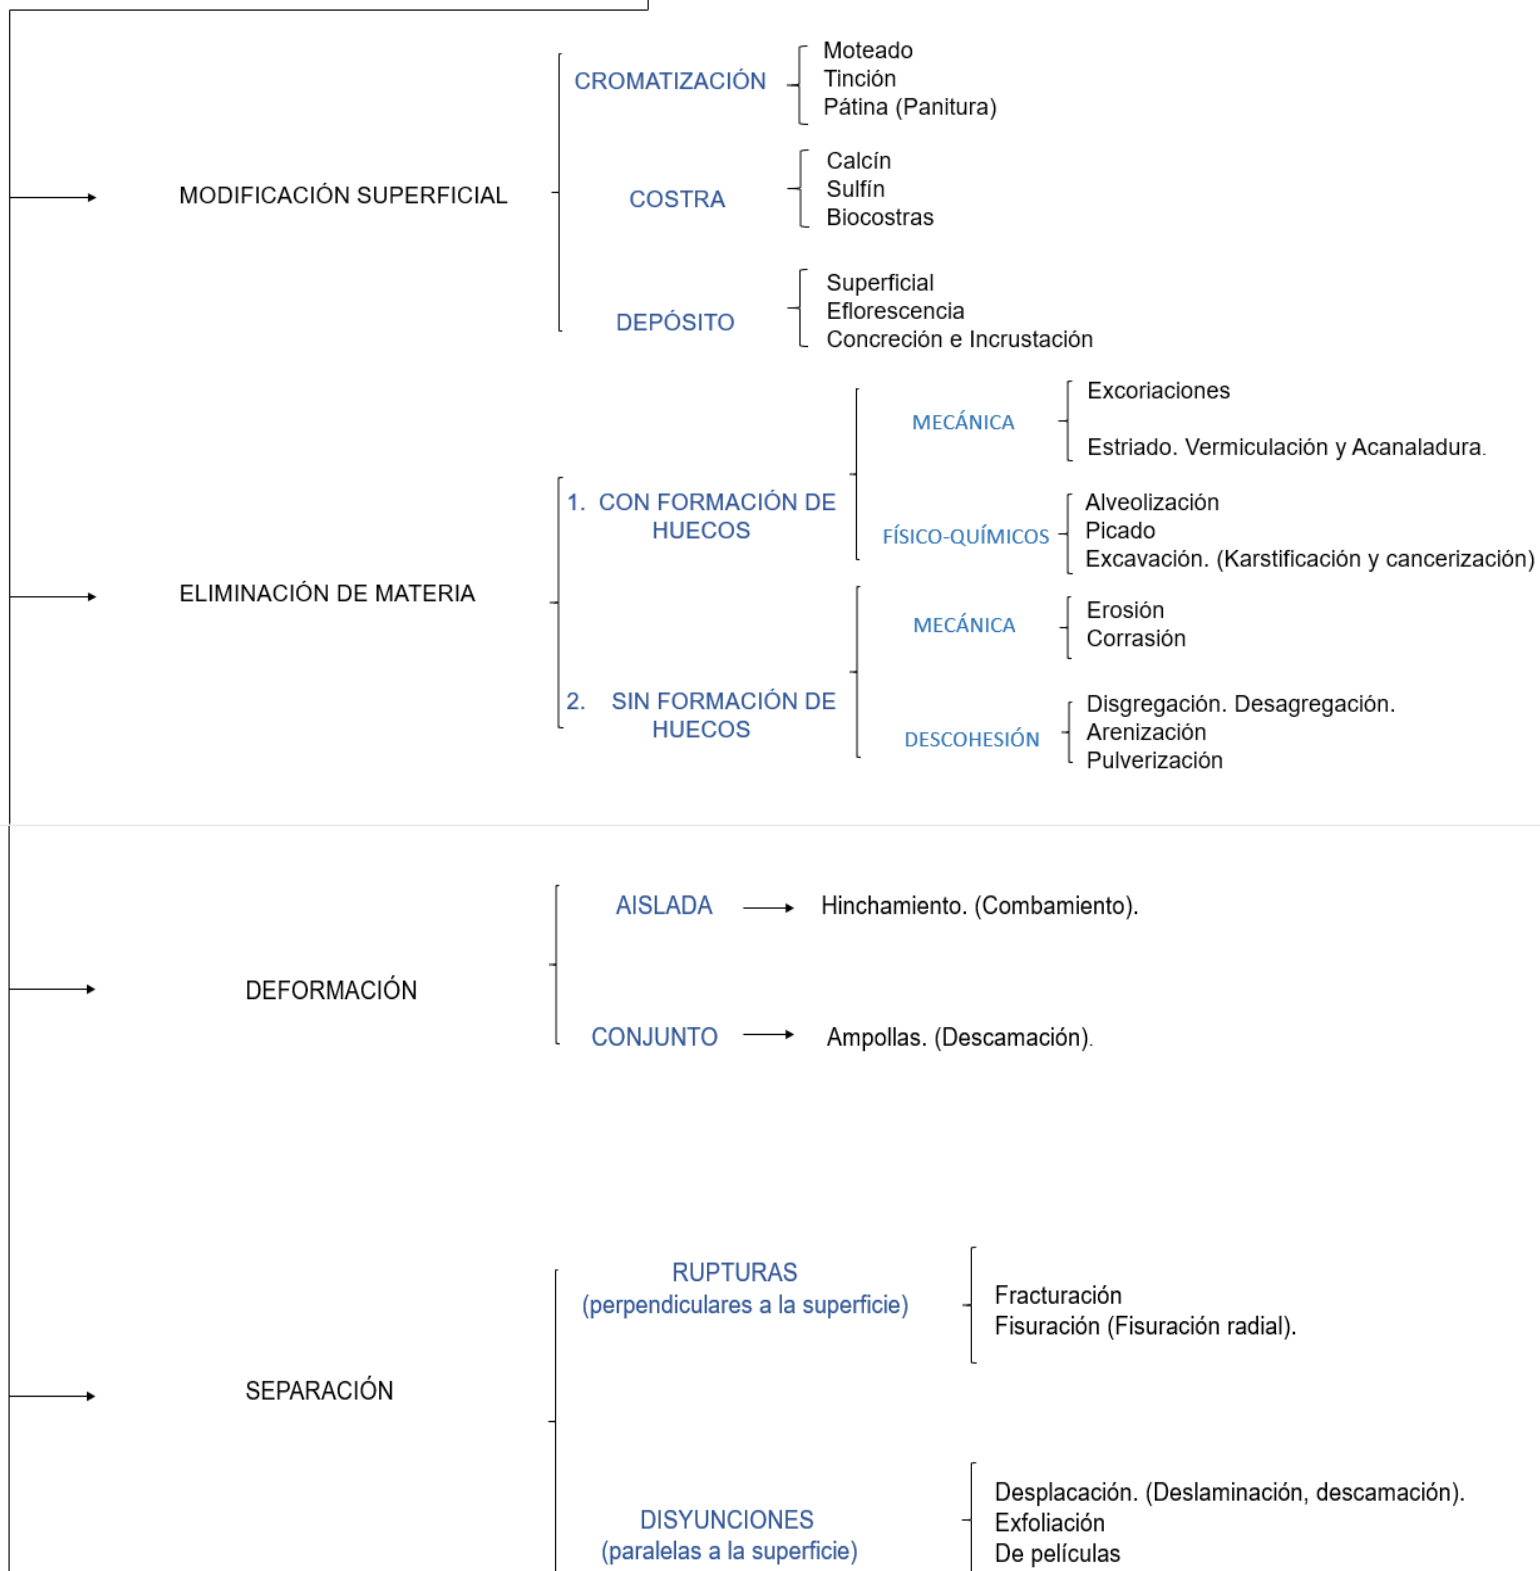 MODIFICACIÓN SUPERFICIAL
CROMATIZACIÓN
Moteado
Tinción
Pátina (Panitura)
COSTRA
Calcín
Sulfín
Biocostras
DEPÓSITO
Superficial
Eflorescencia
Concreción e Incrustación
ELIMINACIÓN DE MATERIA
1. CON FORMACIÓN DE
HUECOS
MECÁNICA
Excoriaciones
Estriado. Vermiculación y Acanaladura.
FÍSICO-QUÍMICOS
Alveolización
Picado
Excavación. (Karstificación y cancerización)
2. SIN FORMACIÓN DE
HUECOS
MECÁNICA
Erosión
Corrasión
DESCOHESIÓN
Disgregación. Desagregación.
Arenización
Pulverización
DEFORMACIÓN
AISLADA
Hinchamiento. (Combamiento).
CONJUNTO
Ampollas. (Descamación).
SEPARACIÓN
RUPTURAS
(perpendiculares a la superficie)
Fracturación
Fisuración (Fisuración radial).
DISYUNCIONES
(paralelas a la superficie)
Desplacación. (Deslaminación, descamación).
Exfoliación
De películas